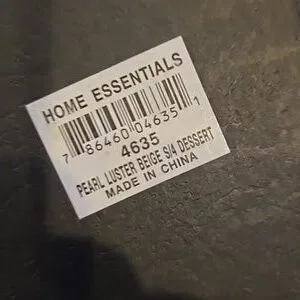 HOME ESSENTIALS
7 86460 04635 1
4635
PEARL LUSTER BEIGE S/4 DESSERT
MADE IN CHINA